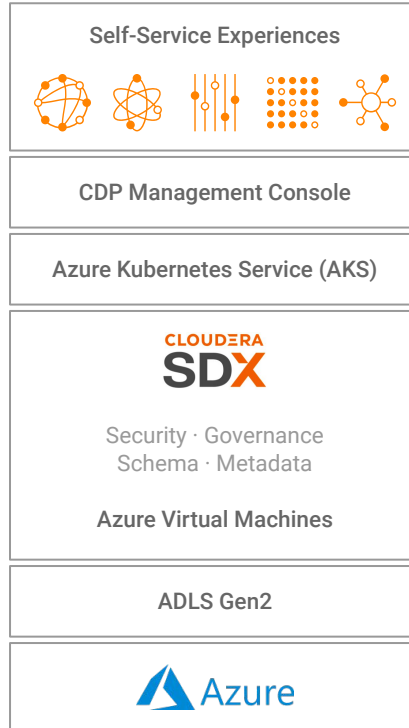 Self-Service Experiences
CDP Management Console
Azure Kubernetes Service (AKS)
CLOUDERA
SDX
Security · Governance
Schema · Metadata
Azure Virtual Machines
ADLS Gen2
Azure